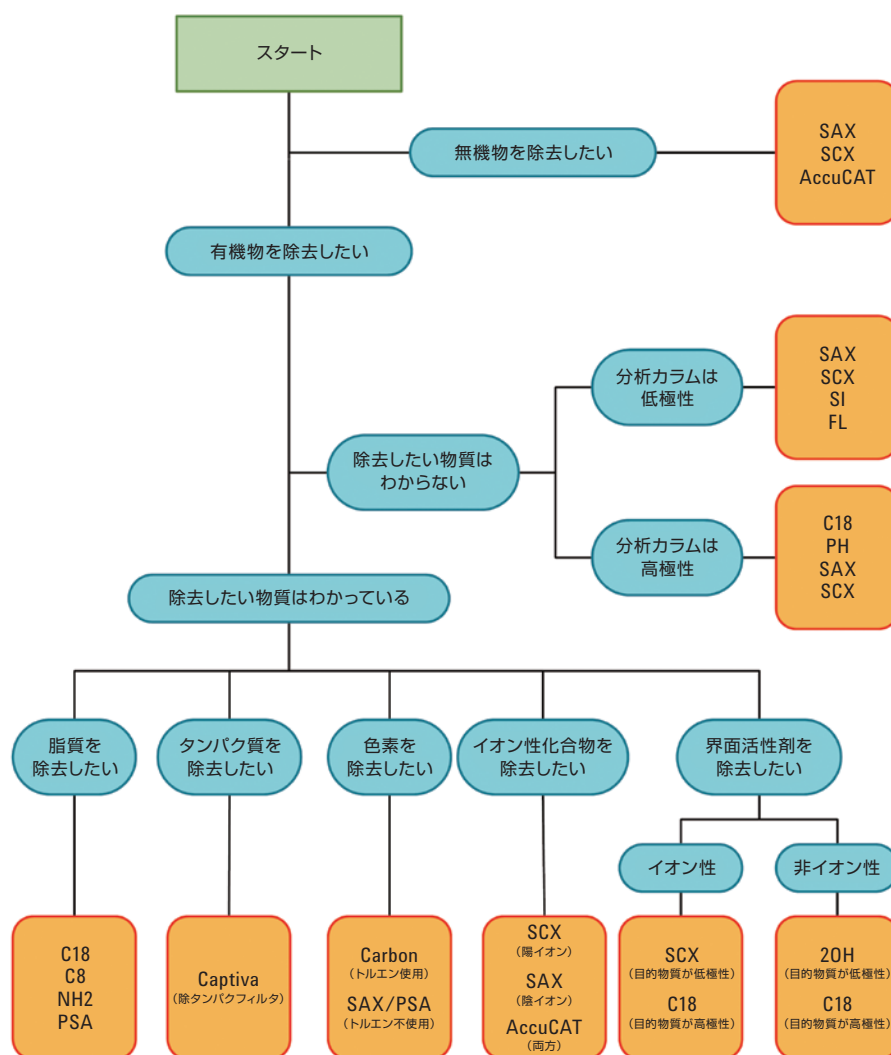 スタート
無機物を除去したい
SAX
SCX
AccuCAT
有機物を除去したい
除去したい物質は
わからない
分析カラムは
低極性
SAX
SCX
SI
FL
分析カラムは
高極性
C18
PH
SAX
SCX
除去したい物質はわかっている
脂質を
除去したい
タンパク質を
除去したい
色素を
除去したい
イオン性化合物を
除去したい
界面活性剤を
除去したい
イオン性
非イオン性
C18
C8
NH2
PSA
Captiva
(除タンパクフィルタ)
Carbon
(トルエン使用)
SAX/PSA
(トルエン不使用)
SCX
(陽イオン)
SAX
(陰イオン)
AccuCAT
(両方)
SCX
(目的物質が低極性)
C18
(目的物質が高極性)
2OH
(目的物質が低極性)
C18
(目的物質が高極性)